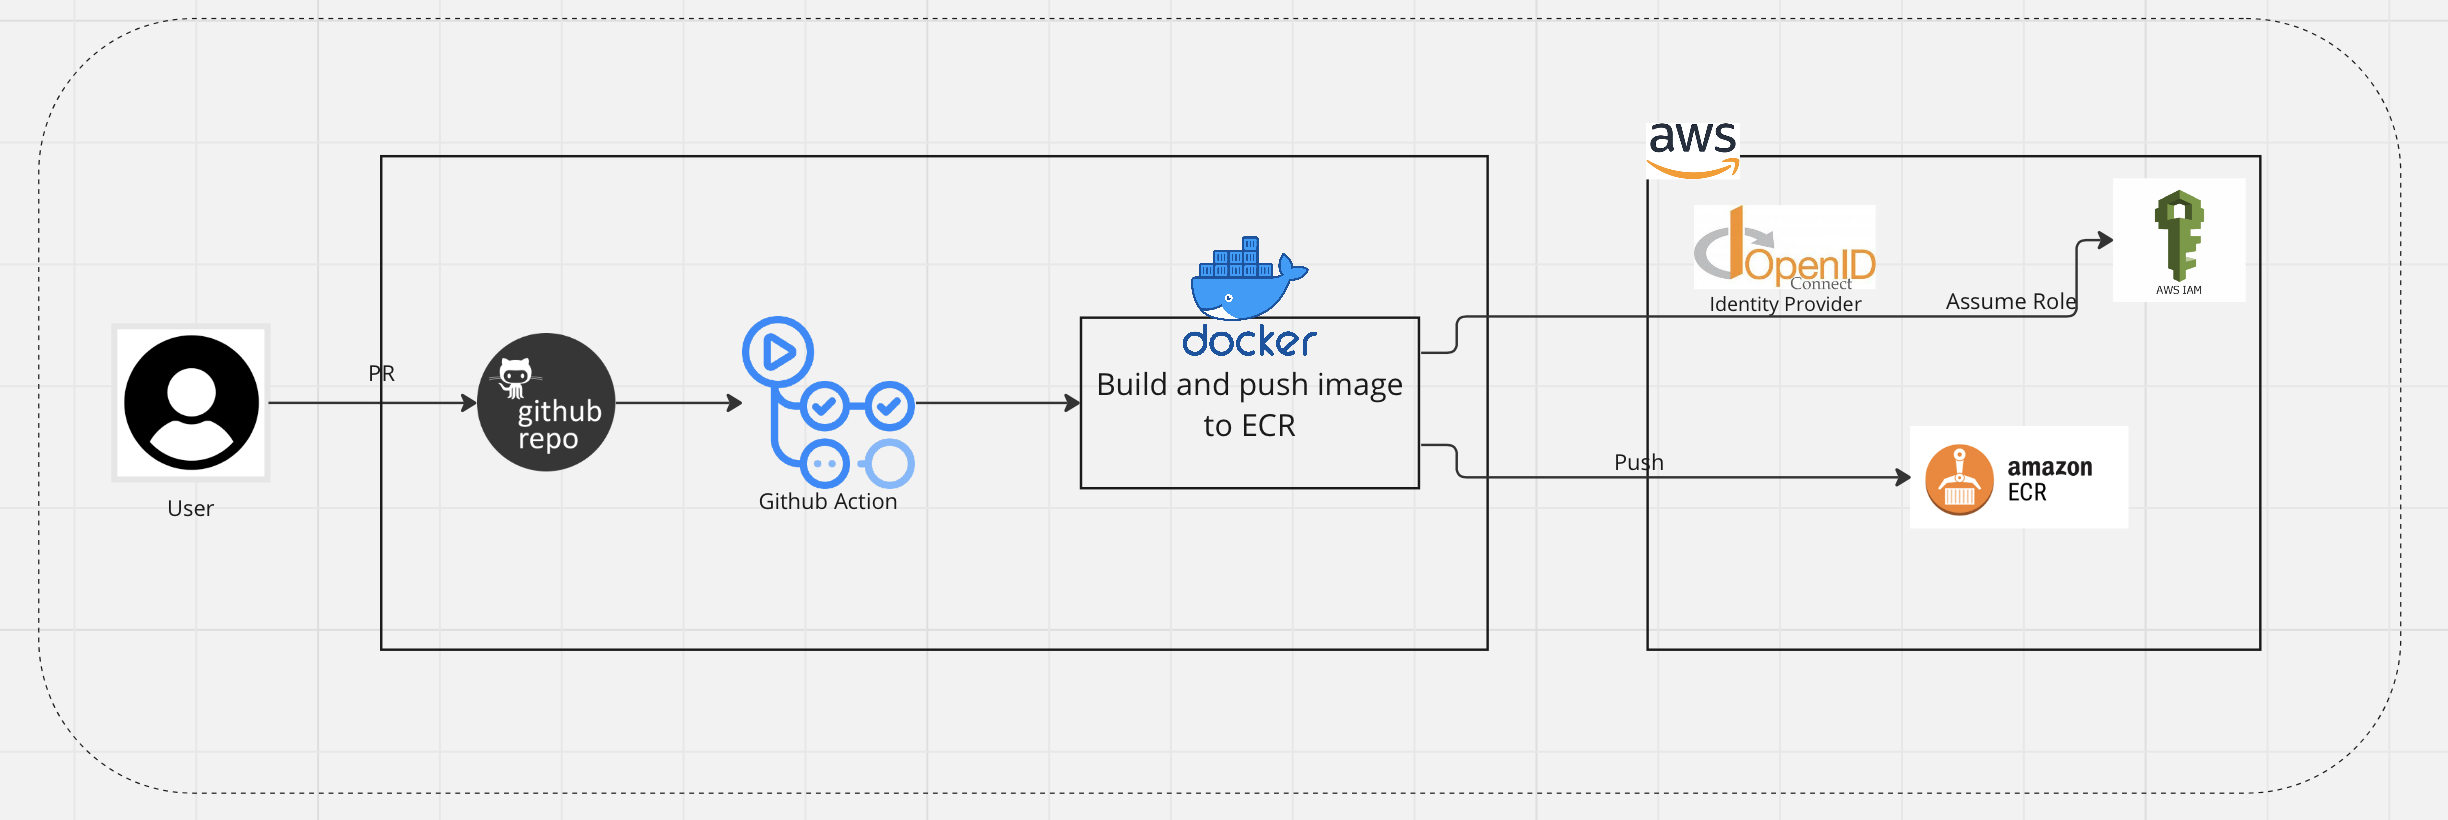 User
PR
github
repo
Github Action
docker
Build and push image
to ECR
aws
OpenID
Connect
Identity Provider
Assume Role
AWS IAM
Push
amazon
ECR